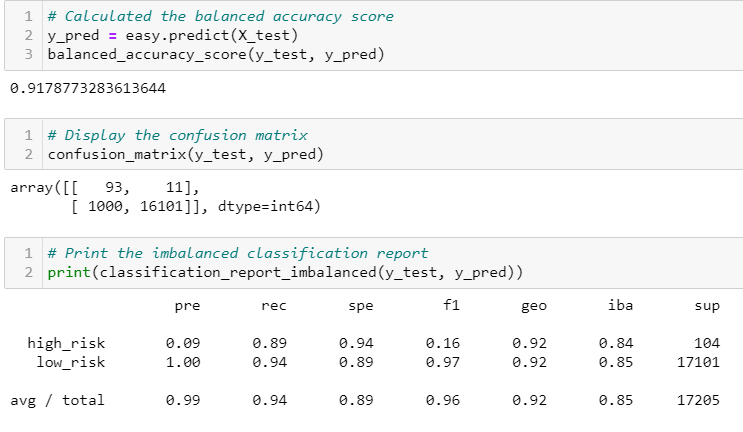 1 # Calculated the balanced accuracy score
2 y_pred = easy.predict(X_test)
3 balanced_accuracy_score(y_test, y_pred)
0.9178773283613644
1 # Display the confusion matrix
2 confusion_matrix(y_test, y_pred)
array([[   93,    11],
       [ 1000, 16101]], dtype=int64)
1 # Print the imbalanced classification report
2 print(classification_report_imbalanced(y_test, y_pred))
pre rec spe f1 geo iba sup
high_risk 0.09 0.89 0.94 0.16 0.92 0.84 104
low_risk 1.00 0.94 0.89 0.97 0.92 0.85 17101
avg / total 0.99 0.94 0.89 0.96 0.92 0.85 17205